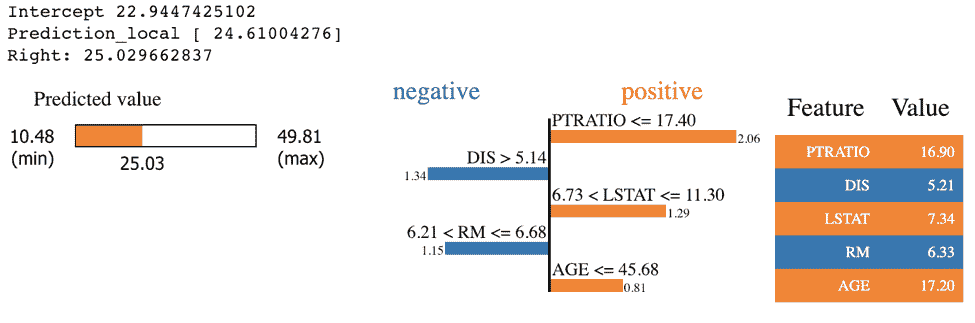 Intercept 22.9447425102
Prediction_local [ 24.61004276]
Right: 25.029662837
Predicted value
10.48
(min)
25.03
49.81
(max)
negative
positive
PTRATIO <= 17.40
2.06
DIS > 5.14
1.34
6.73 < LSTAT <= 11.30
1.29
6.21 < RM <= 6.68
1.15
AGE <= 45.68
0.81
Feature Value
PTRATIO 16.90
DIS 5.21
LSTAT 7.34
RM 6.33
AGE 17.20